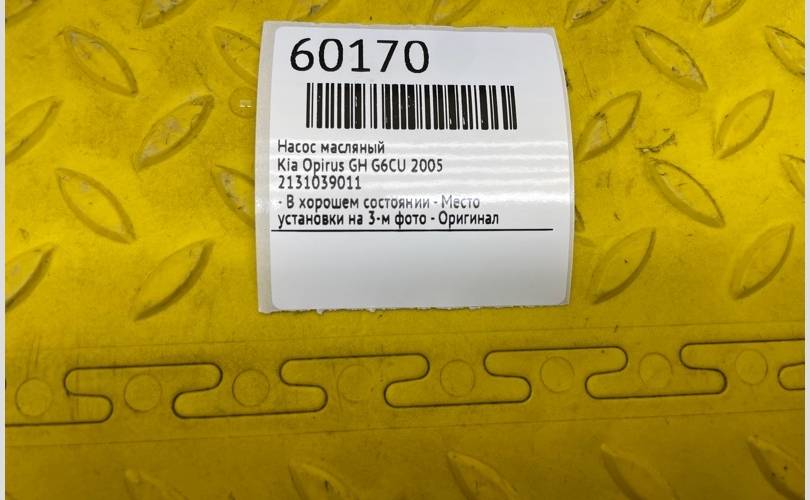 60170
Насос масляный
Kia Opirus GH G6CU 2005
2131039011
- В хорошем состоянии - Место
установки на 3-м фото - Оригинал